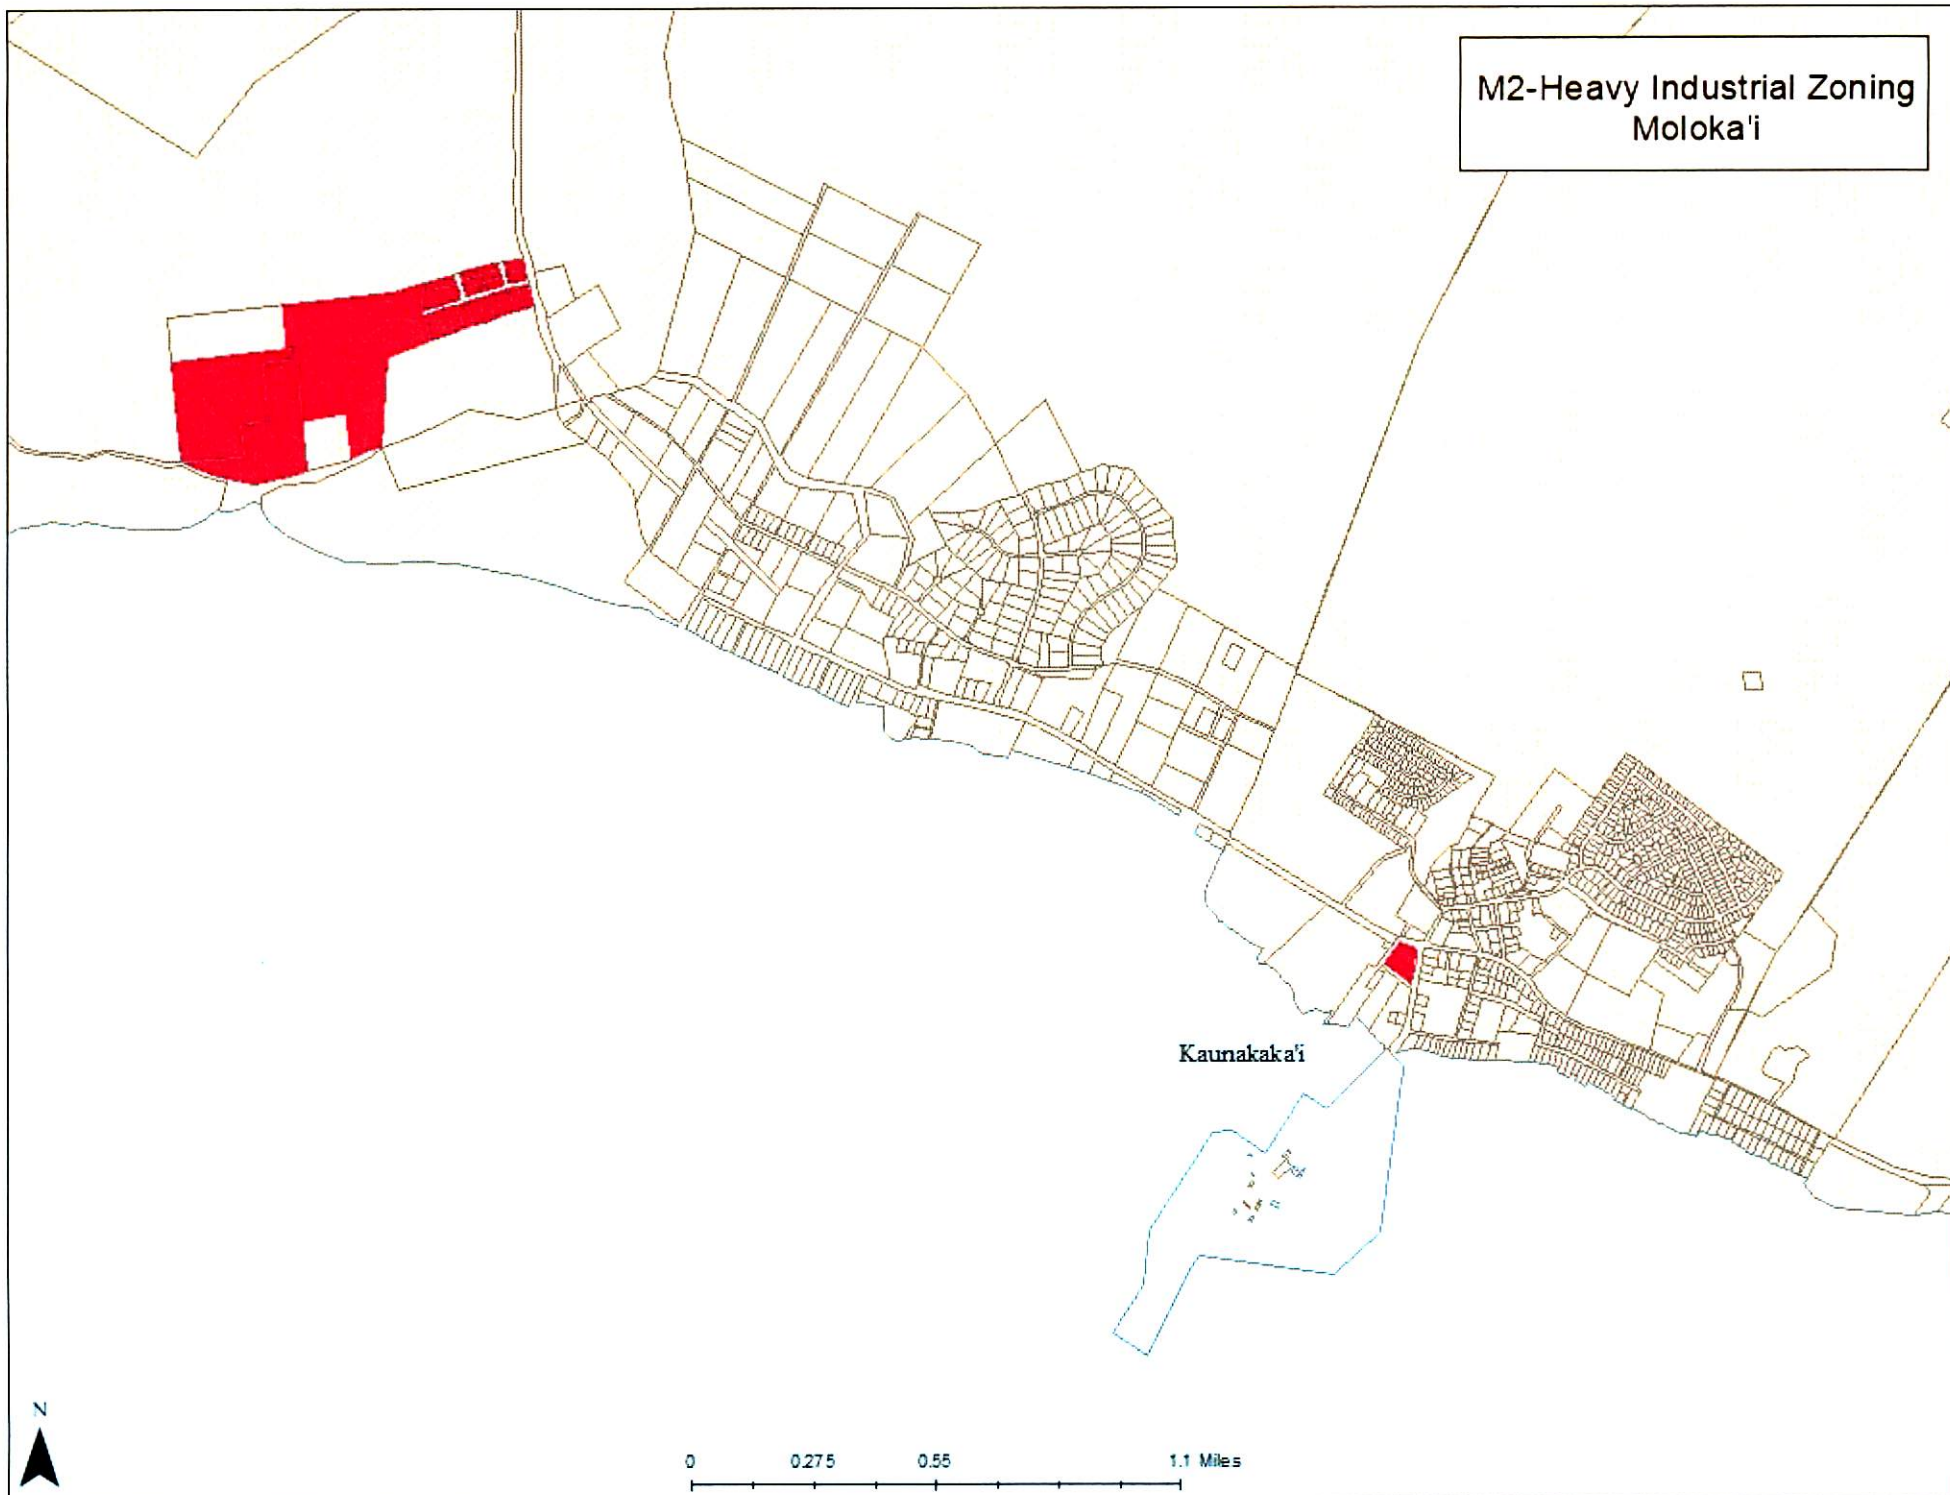 M2-Heavy Industrial Zoning
Moloka'i
Kaunakaka'i
N
0 0.275 0.55 1.1 Miles